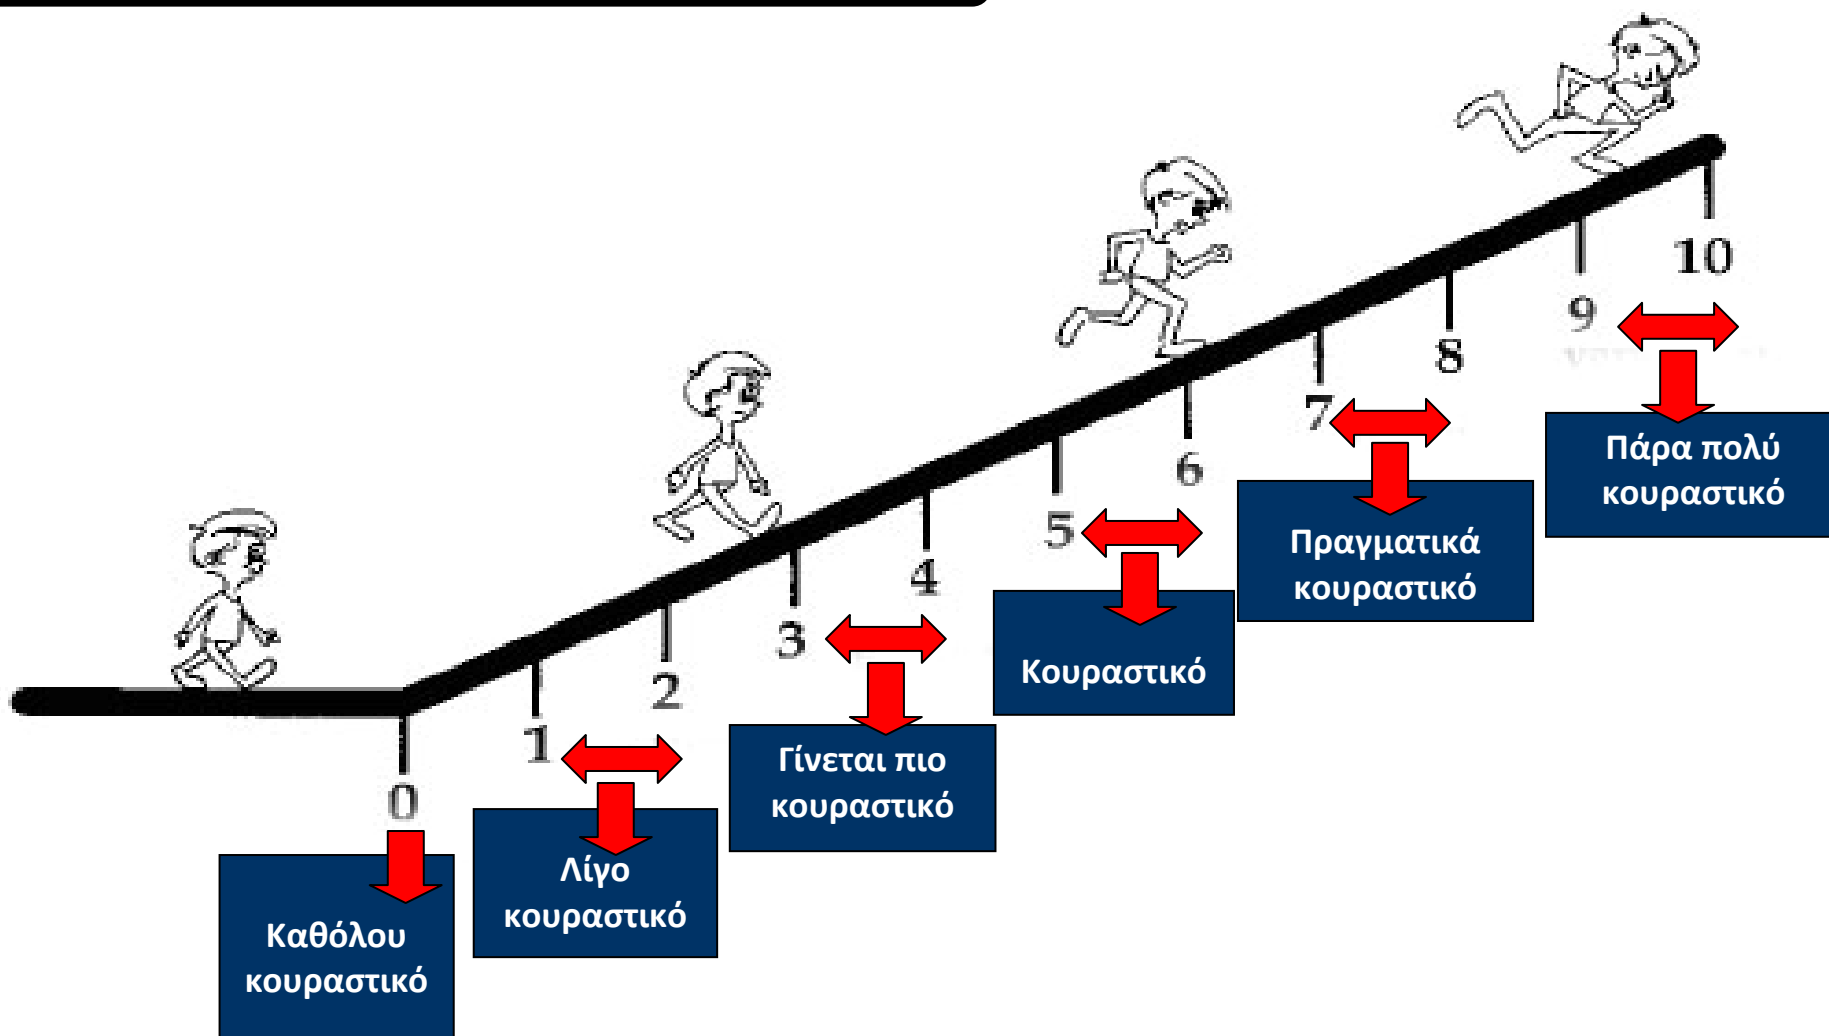 0
1
2
3
4
5
6
7
8
9
10
Καθόλου
κουραστικό
Λίγο
κουραστικό
Γίνεται πιο
κουραστικό
Κουραστικό
Πραγματικά
κουραστικό
Πάρα πολύ
κουραστικό